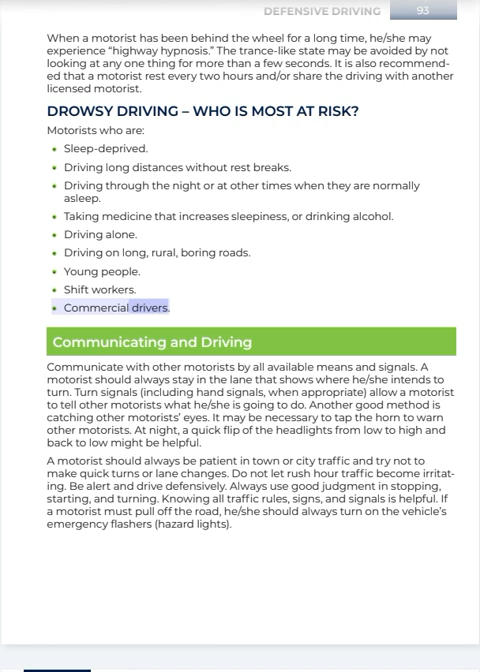 DEFENSIVE DRIVING 93
When a motorist has been behind the wheel for a long time, he/she may
experience “highway hypnosis.” The trance-like state may be avoided by not
looking at any one thing for more than a few seconds. It is also recommend-
ed that a motorist rest every two hours and/or share the driving with another
licensed motorist.
DROWSY DRIVING – WHO IS MOST AT RISK?
Motorists who are:
• Sleep-deprived.
• Driving long distances without rest breaks.
• Driving through the night or at other times when they are normally
asleep.
• Taking medicine that increases sleepiness, or drinking alcohol.
• Driving alone.
• Driving on long, rural, boring roads.
• Young people.
• Shift workers.
• Commercial drivers.
Communicating and Driving
Communicate with other motorists by all available means and signals. A
motorist should always stay in the lane that shows where he/she intends to
turn. Turn signals (including hand signals, when appropriate) allow a motorist
to tell other motorists what he/she is going to do. Another good method is
catching other motorists’ eyes. It may be necessary to tap the horn to warn
other motorists. At night, a quick flip of the headlights from low to high and
back to low might be helpful.
A motorist should always be patient in town or city traffic and try not to
make quick turns or lane changes. Do not let rush hour traffic become irritat-
ing. Be alert and drive defensively. Always use good judgment in stopping,
starting, and turning. Knowing all traffic rules, signs, and signals is helpful. If
a motorist must pull off the road, he/she should always turn on the vehicle’s
emergency flashers (hazard lights).